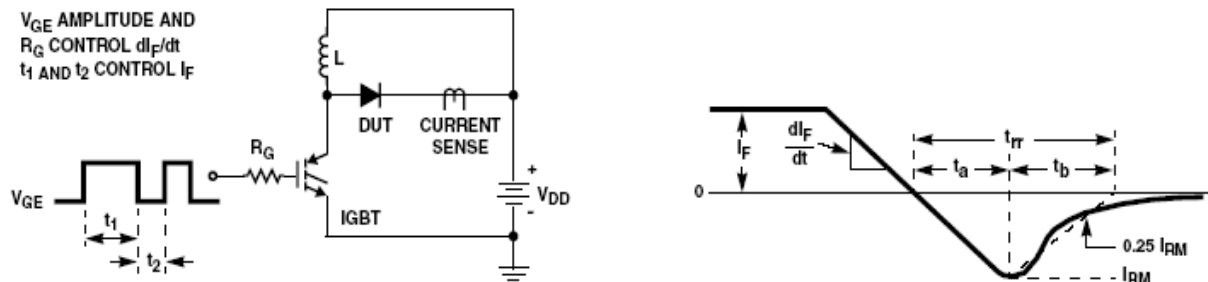 V_GE AMPLITUDE AND
R_G CONTROL dI_F/dt
t_1 AND t_2 CONTROL I_F
L
DUT
CURRENT
SENSE
R_G
V_GE
t_1
t_2
IGBT
+
V_DD
-
I_F
dI_F
dt
t_rr
t_a
t_b
0
0.25 I_RM
I_RM